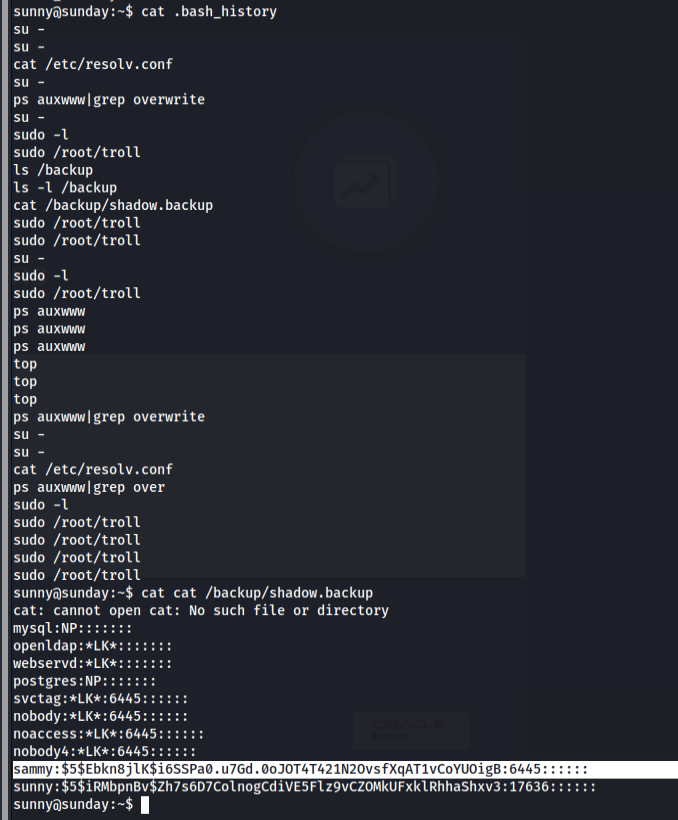 sunny@sunday:~$ cat .bash_history
su -
su -
cat /etc/resolv.conf
su -
ps auxwww|grep overwrite
su -
sudo -l
sudo /root/troll
ls /backup
ls -l /backup
cat /backup/shadow.backup
sudo /root/troll
sudo /root/troll
su -
sudo -l
sudo /root/troll
ps auxwww
ps auxwww
ps auxwww
top
top
top
ps auxwww|grep overwrite
su -
su -
cat /etc/resolv.conf
ps auxwww|grep over
sudo -l
sudo /root/troll
sudo /root/troll
sudo /root/troll
sudo /root/troll
sunny@sunday:~$ cat cat /backup/shadow.backup
cat: cannot open cat: No such file or directory
mysql:NP:::::::
openldap:*LK*:::::::
webservd:*LK*:::::::
postgres:NP:::::::
svctag:*LK*:6445::::::
nobody:*LK*:6445::::::
noaccess:*LK*:6445::::::
nobody4:*LK*:6445::::::
sammy:$5$Ebkn8jlK$i6SSPa0.u7Gd.0oJOT4T421N2OvsfXqAT1vCoYUOigB:6445::::::
sunny:$5$iRMbpnBv$Zh7s6D7ColnogCdiVE5Flz9vCZOMkUFxklRhhaShxv3:17636::::::
sunny@sunday:~$
ORACLE